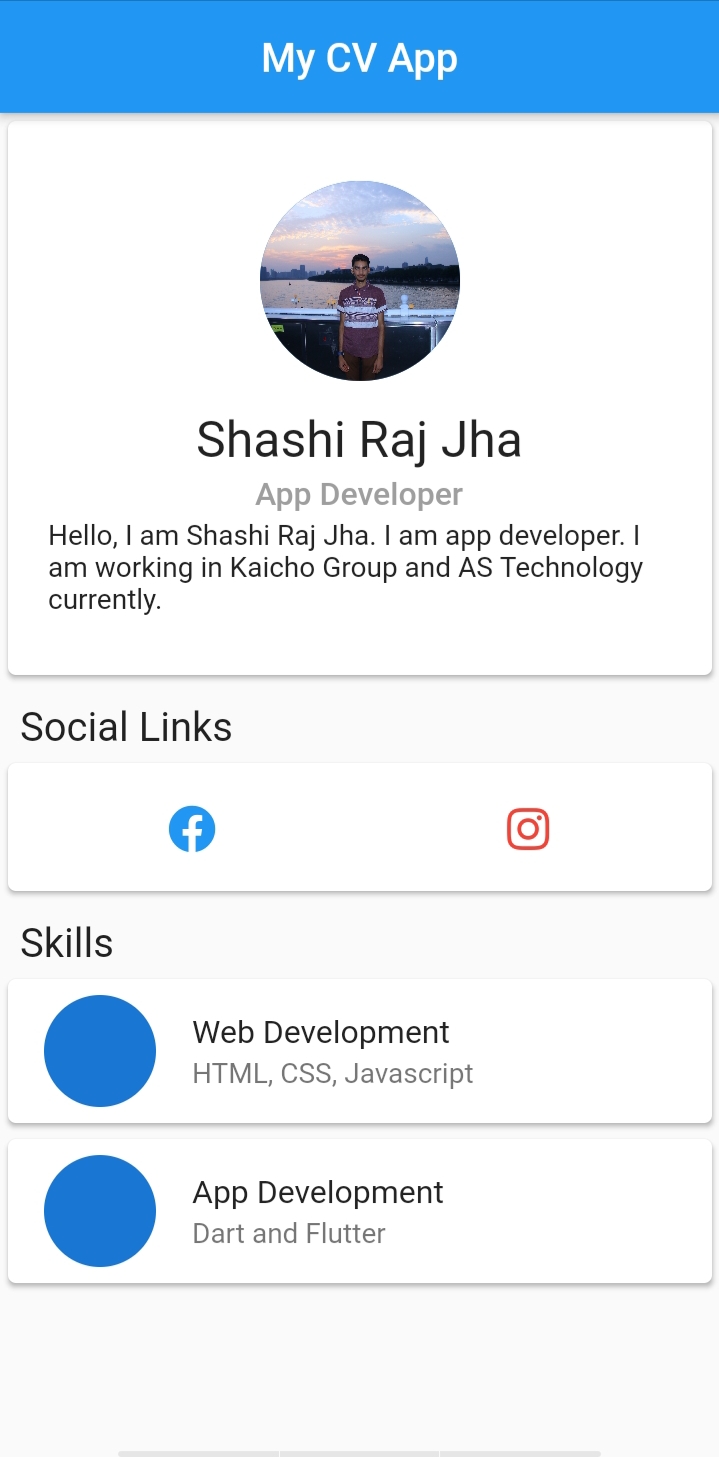 My CV App
Shashi Raj Jha
App Developer
Hello, I am Shashi Raj Jha. I am app developer. I
am working in Kaicho Group and AS Technology
currently.
Social Links
Skills
Web Development
HTML, CSS, Javascript
App Development
Dart and Flutter